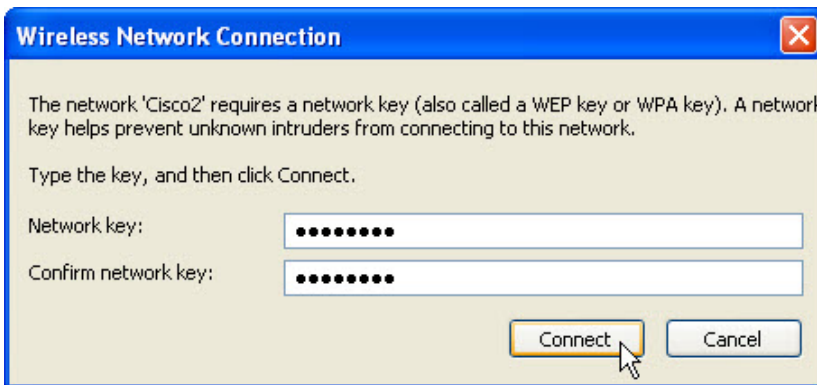 Wireless Network Connection
The network 'Cisco2' requires a network key (also called a WEP key or WPA key). A network
key helps prevent unknown intruders from connecting to this network.
Type the key, and then click Connect.
Network key: ••••••••
Confirm network key: ••••••••
Connect Cancel